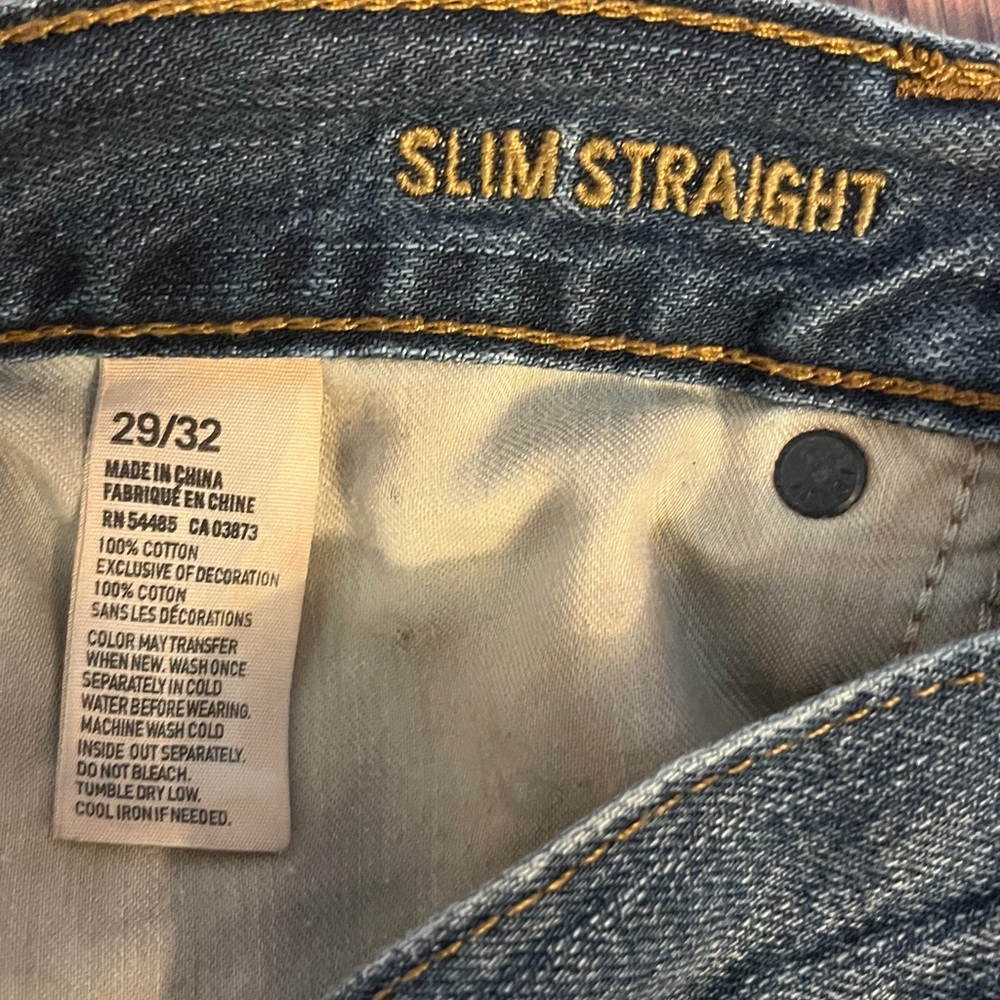 SLIM STRAIGHT
29/32
MADE IN CHINA
FABRIQUÉ EN CHINE
RN 54485 CA 03873
100% COTTON
EXCLUSIVE OF DECORATION
100% COTON
SANS LES DÉCORATIONS
COLOR MAY TRANSFER
WHEN NEW. WASH ONCE
SEPARATELY IN COLD
WATER BEFORE WEARING.
MACHINE WASH COLD
INSIDE OUT SEPARATELY.
DO NOT BLEACH.
TUMBLE DRY LOW.
COOL IRON IF NEEDED.